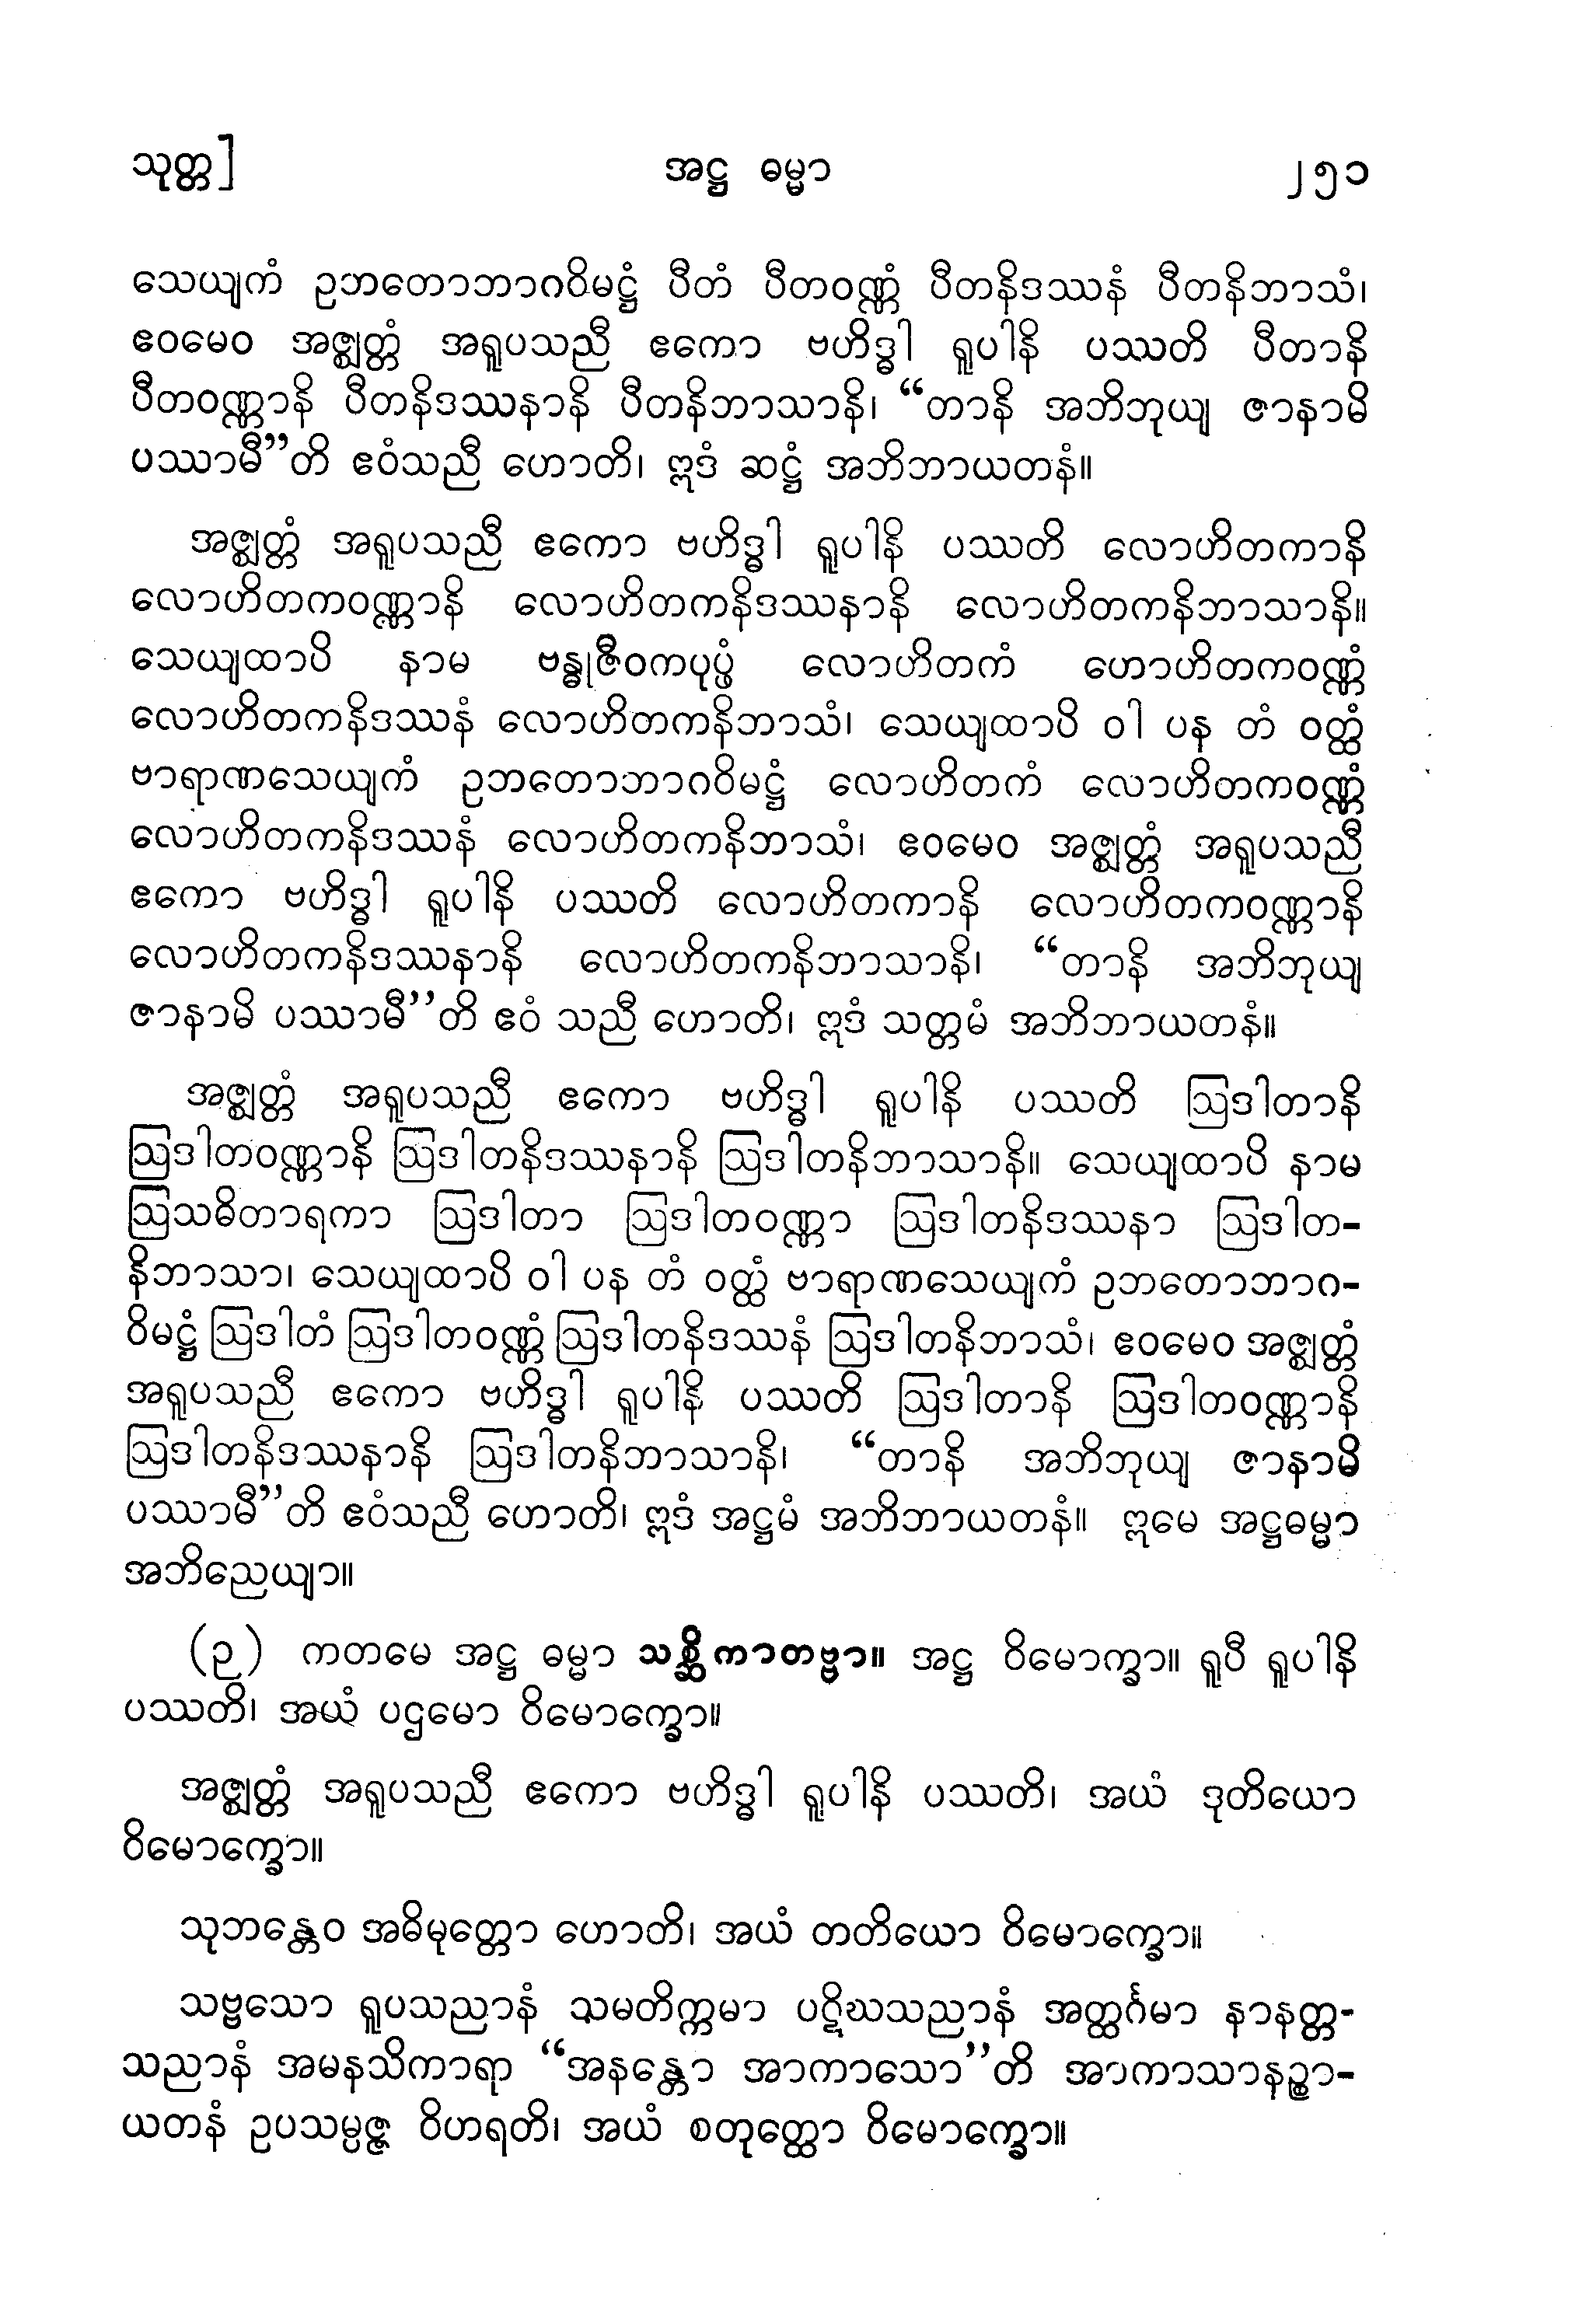 သုတ္တ] အဋ္ဌ ဓမ္မာ ၂၅၁
သေယျကံ ဥဘတောဘာဂဝိမဋ္ဌံ ပီတံ ပီတဝဏ္ဏံ ပီတနိဒဿနံ ပီတနိဘာသံ၊
ဧဝမေဝ အဇ္ဈတ္တံ အရူပသညီ ဧကော ဗဟိဒ္ဓါ ရူပါနိ ပဿတိ ပီတာနိ
ပီတဝဏ္ဏာနိ ပီတနိဒဿနာနိ ပီတနိဘာသာနိ၊ “တာနိ အဘိဘုယျ ဇာနာမိ
ပဿာမီ”တိ ဧဝံသညီ ဟောတိ၊ ဣဒံ ဆဋ္ဌံ အဘိဘာယတနံ။
အဇ္ဈတ္တံ အရူပသညီ ဧကော ဗဟိဒ္ဓါ ရူပါနိ ပဿတိ လောဟိတကာနိ
လောဟိတကဝဏ္ဏာနိ လောဟိတကနိဒဿနာနိ လောဟိတကနိဘာသာနိ။
သေယျထာပိ နာမ ဗန္ဓုဇီဝကပုပ္ဖံ လောဟိတကံ ဟောဟိတကဝဏ္ဏံ
လောဟိတကနိဒဿနံ လောဟိတကနိဘာသံ၊ သေယျထာပိ ဝါ ပန တံ ဝတ္ထံ
ဗာရာဏသေယျကံ ဥဘတောဘာဂဝိမဋ္ဌံ လောဟိတကံ လောဟိတကဝဏ္ဏံ
လောဟိတကနိဒဿနံ လောဟိတကနိဘာသံ၊ ဧဝမေဝ အဇ္ဈတ္တံ အရူပသညီ
ဧကော ဗဟိဒ္ဓါ ရူပါနိ ပဿတိ လောဟိတကာနိ လောဟိတကဝဏ္ဏာနိ
လောဟိတကနိဒဿနာနိ လောဟိတကနိဘာသာနိ၊ “တာနိ အဘိဘုယျ
ဇာနာမိ ပဿာမီ”တိ ဧဝံ သညီ ဟောတိ၊ ဣဒံ သတ္တမံ အဘိဘာယတနံ။
အဇ္ဈတ္တံ အရူပသညီ ဧကော ဗဟိဒ္ဓါ ရူပါနိ ပဿတိ ဩဒါတာနိ
ဩဒါတဝဏ္ဏာနိ ဩဒါတနိဒဿနာနိ ဩဒါတနိဘာသာနိ။ သေယျထာပိ နာမ
ဩသဓိတာရကာ ဩဒါတာ ဩဒါတဝဏ္ဏာ ဩဒါတနိဒဿနာ ဩဒါတ-
နိဘာသာ၊ သေယျထာပိ ဝါ ပန တံ ဝတ္ထံ ဗာရာဏသေယျကံ ဥဘတောဘာဂ-
ဝိမဋ္ဌံ ဩဒါတံ ဩဒါတဝဏ္ဏံ ဩဒါတနိဒဿနံ ဩဒါတနိဘာသံ၊ ဧဝမေဝ အဇ္ဈတ္တံ
အရူပသညီ ဧကော ဗဟိဒ္ဓါ ရူပါနိ ပဿတိ ဩဒါတာနိ ဩဒါတဝဏ္ဏာနိ
ဩဒါတနိဒဿနာနိ ဩဒါတနိဘာသာနိ၊ “တာနိ အဘိဘုယျ ဇာနာမိ
ပဿာမီ”တိ ဧဝံသညီ ဟောတိ၊ ဣဒံ အဋ္ဌမံ အဘိဘာယတနံ။ ဣမေ အဋ္ဌဓမ္မာ
အဘိညေယျာ။
(ဉ) ကတမေ အဋ္ဌ ဓမ္မာ သစ္ဆိကာတဗ္ဗာ။ အဋ္ဌ ဝိမောက္ခာ။ ရူပီ ရူပါနိ
ပဿတိ၊ အယံ ပဌမော ဝိမောက္ခော။
အဇ္ဈတ္တံ အရူပသညီ ဧကော ဗဟိဒ္ဓါ ရူပါနိ ပဿတိ၊ အယံ ဒုတိယော
ဝိမောက္ခော။
သုဘန္တေဝ အဓိမုတ္တော ဟောတိ၊ အယံ တတိယော ဝိမောက္ခော။
သဗ္ဗသော ရူပသညာနံ သမတိက္ကမာ ပဋိဃသညာနံ အတ္ထင်္ဂမာ နာနတ္တ-
သညာနံ အမနသိကာရာ “အနန္တော အာကာသော”တိ အာကာသာနဉ္စာ-
ယတနံ ဥပသမ္ပဇ္ဇ ဝိဟရတိ၊ အယံ စတုတ္ထော ဝိမောက္ခော။